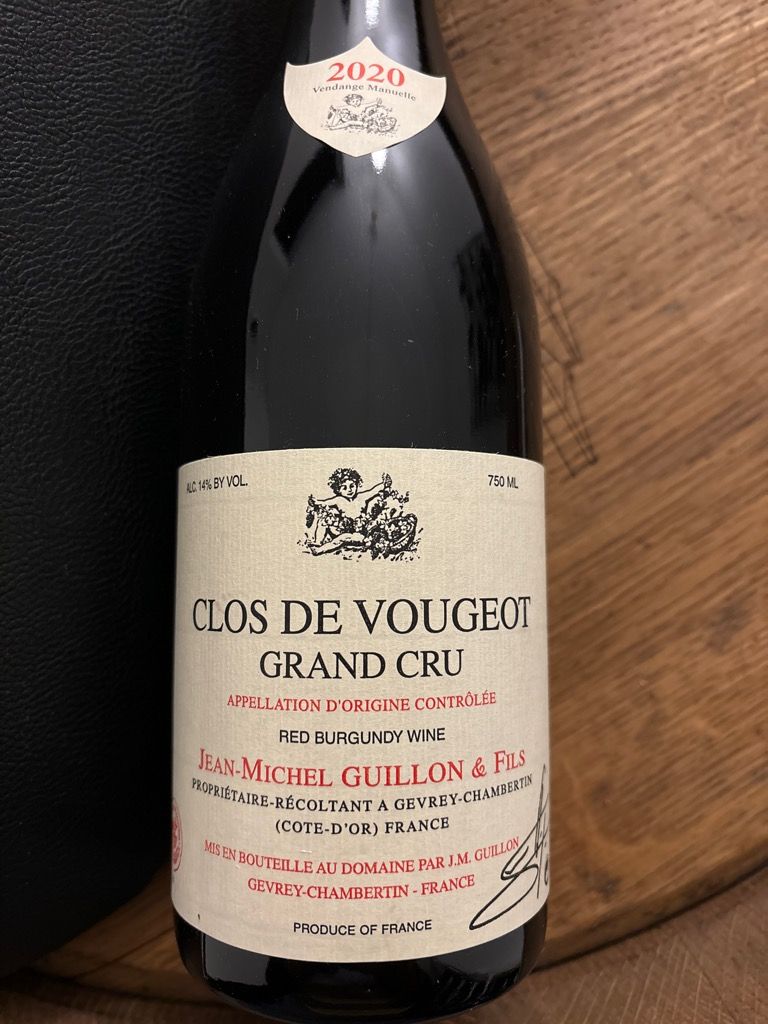 2020
Vendange Manuelle
ALC. 14% BY VOL.
750 ML
CLOS DE VOUGEOT
GRAND CRU
APPELLATION D'ORIGINE CONTRÔLÉE
RED BURGUNDY WINE
JEAN-MICHEL GUILLON & FILS
PROPRIÉTAIRE-RÉCOLTANT A GEVREY-CHAMBERTIN
(COTE-D'OR) FRANCE
MIS EN BOUTEILLE AU DOMAINE PAR J.M. GUILLON
GEVREY-CHAMBERTIN - FRANCE
PRODUCE OF FRANCE